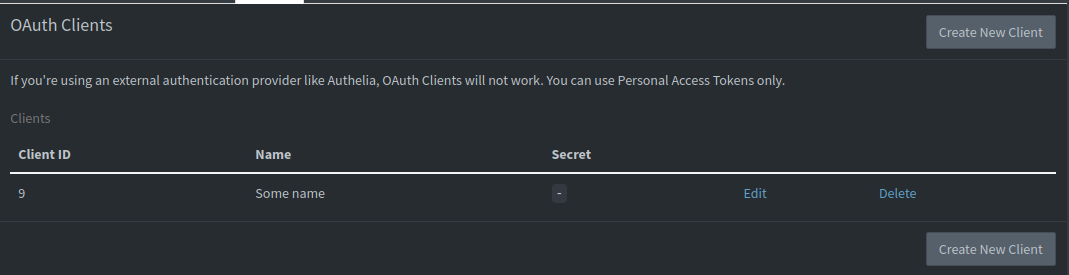 OAuth Clients
Create New Client
If you're using an external authentication provider like Authelia, OAuth Clients will not work. You can use Personal Access Tokens only.
Clients
Client ID Name Secret
9 Some name - Edit Delete
Create New Client